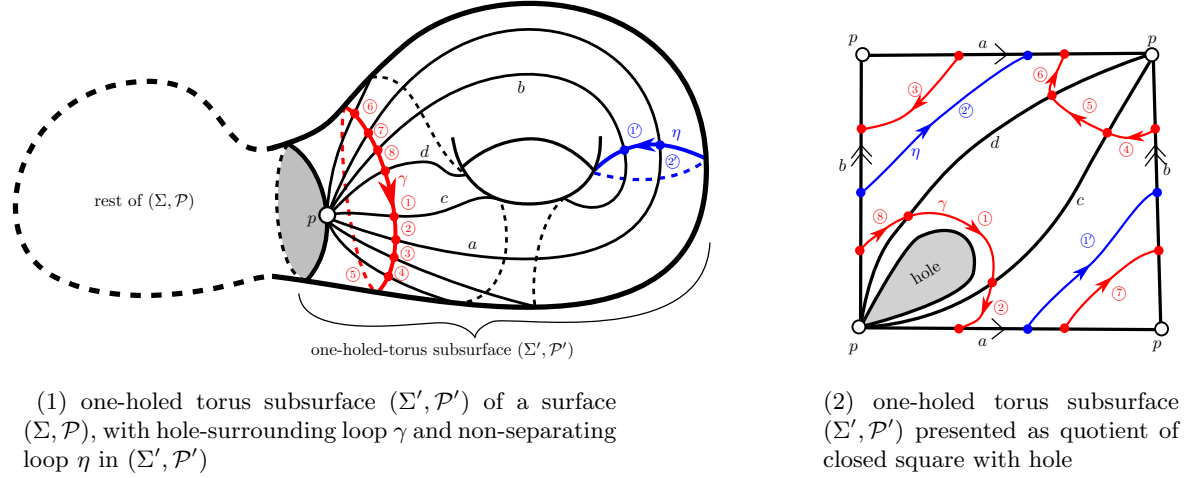 rest of (Σ, 𝒫)
p
⑥
⑦
⑧
d
γ
①
c
②
③
④
⑤
a
b
①′
η
②′
one-holed-torus subsurface (Σ′, 𝒫′)
(1) one-holed torus subsurface (Σ′, 𝒫′) of a surface
(Σ, 𝒫), with hole-surrounding loop γ and non-separating
loop η in (Σ′, 𝒫′)
p
a
p
③
②′
⑥
⑤
④
b
η
d
b
c
⑧
γ
①
①′
hole
②
⑦
p
a
p
(2) one-holed torus subsurface
(Σ′, 𝒫′) presented as quotient of
closed square with hole